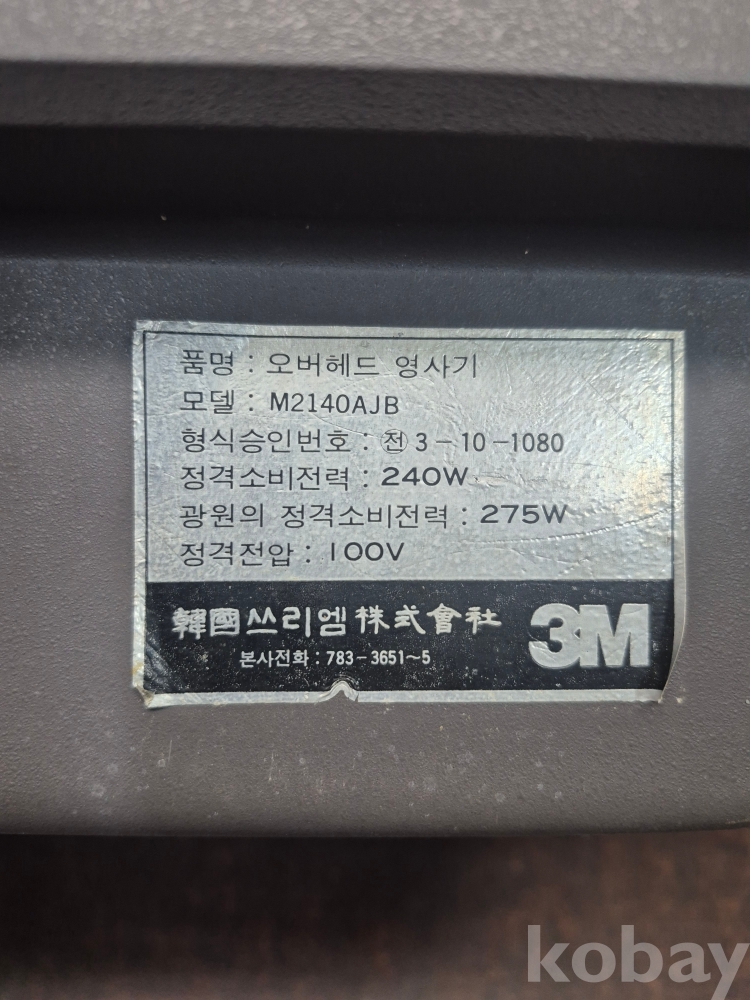 품명 : 오버헤드 영사기
모델 : M2140AJB
형식승인번호 : ㉠전 3-10-1080
정격소비전력 : 240W
광원의 정격소비전력 : 275W
정격전압 : 100V
韓國쓰리엠株式會社 3M
본사전화 : 783-3651~5
kobay